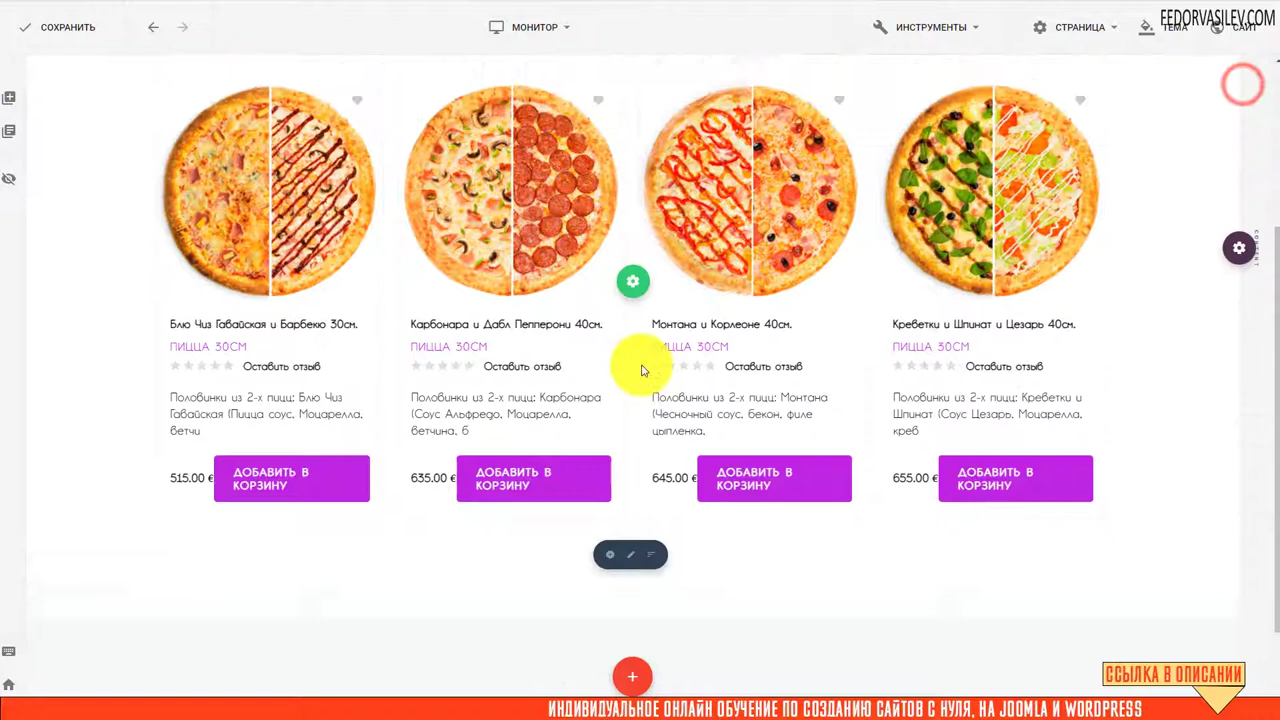 СОХРАНИТЬ
МОНИТОР
ИНСТРУМЕНТЫ
СТРАНИЦА
ТЕМА
САЙТ
FEDORVASILEV.COM
Блю Чиз Гавайская и Барбекю 30см.
ПИЦЦА 30СМ
Оставить отзыв
Половинки из 2-х пицц: Блю Чиз
Гавайская (Пицца соус, Моцарелла,
ветчи
515.00 €
ДОБАВИТЬ В
КОРЗИНУ
Карбонара и Дабл Пепперони 40см.
ПИЦЦА 30СМ
Оставить отзыв
Половинки из 2-х пицц: Карбонара
(Соус Альфредо, Моцарелла,
ветчина, б
635.00 €
ДОБАВИТЬ В
КОРЗИНУ
Монтана и Корлеоне 40см.
ПИЦЦА 30СМ
Оставить отзыв
Половинки из 2-х пицц: Монтана
(Чесночный соус, бекон, филе
цыпленка,
645.00 €
ДОБАВИТЬ В
КОРЗИНУ
Креветки и Шпинат и Цезарь 40см.
ПИЦЦА 30СМ
Оставить отзыв
Половинки из 2-х пицц: Креветки и
Шпинат (Соус Цезарь, Моцарелла,
креб
655.00 €
ДОБАВИТЬ В
КОРЗИНУ
ССЫЛКА В ОПИСАНИИ
ИНДИВИДУАЛЬНОЕ ОНЛАЙН ОБУЧЕНИЕ ПО СОЗДАНИЮ САЙТОВ С НУЛЯ, НА JOOMLA И WORDPRESS